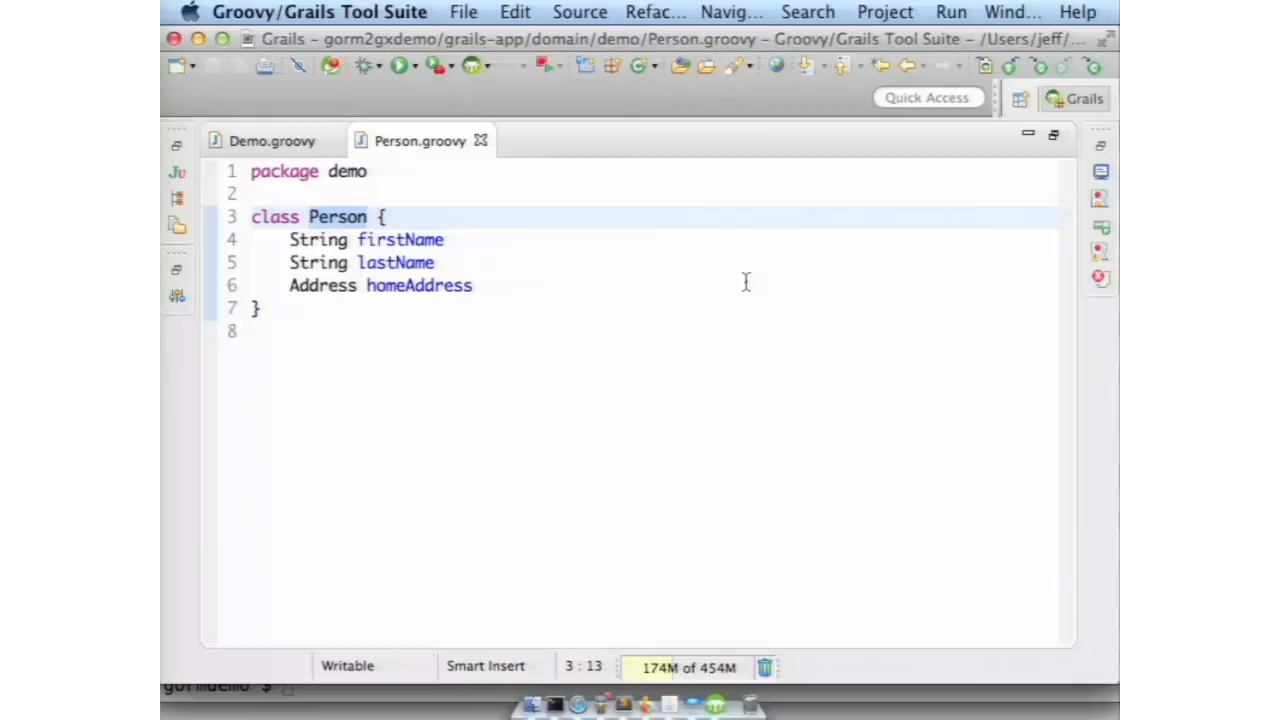 Groovy/Grails Tool Suite File Edit Source Refac... Navig... Search Project Run Wind... Help
Grails - gorm2gxdemo/grails-app/domain/demo/Person.groovy - Groovy/Grails Tool Suite - /Users/jeff/...
Quick Access
Grails
Demo.groovy
Person.groovy
Ju
1 package demo
2
3 class Person {
4 String firstName
5 String lastName
6 Address homeAddress
7 }
8
Writable
Smart Insert
3 : 13
174M of 454M
gormdemo $